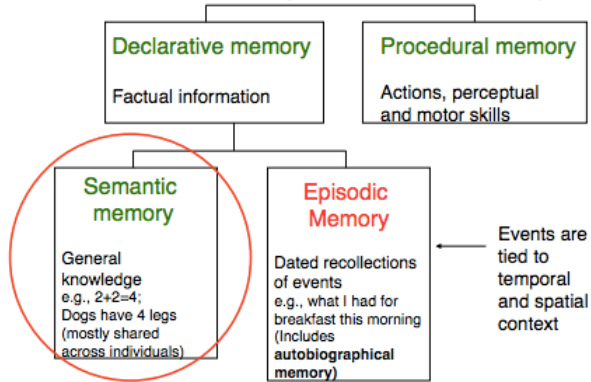 Declarative memory
Factual information
Procedural memory
Actions, perceptual
and motor skills
Semantic
memory
General
knowledge
e.g., 2+2=4;
Dogs have 4 legs
(mostly shared
across individuals)
Episodic
Memory
Dated recollections
of events
e.g., what I had for
breakfast this morning
(Includes
autobiographical
memory)
Events are
tied to
temporal
and spatial
context